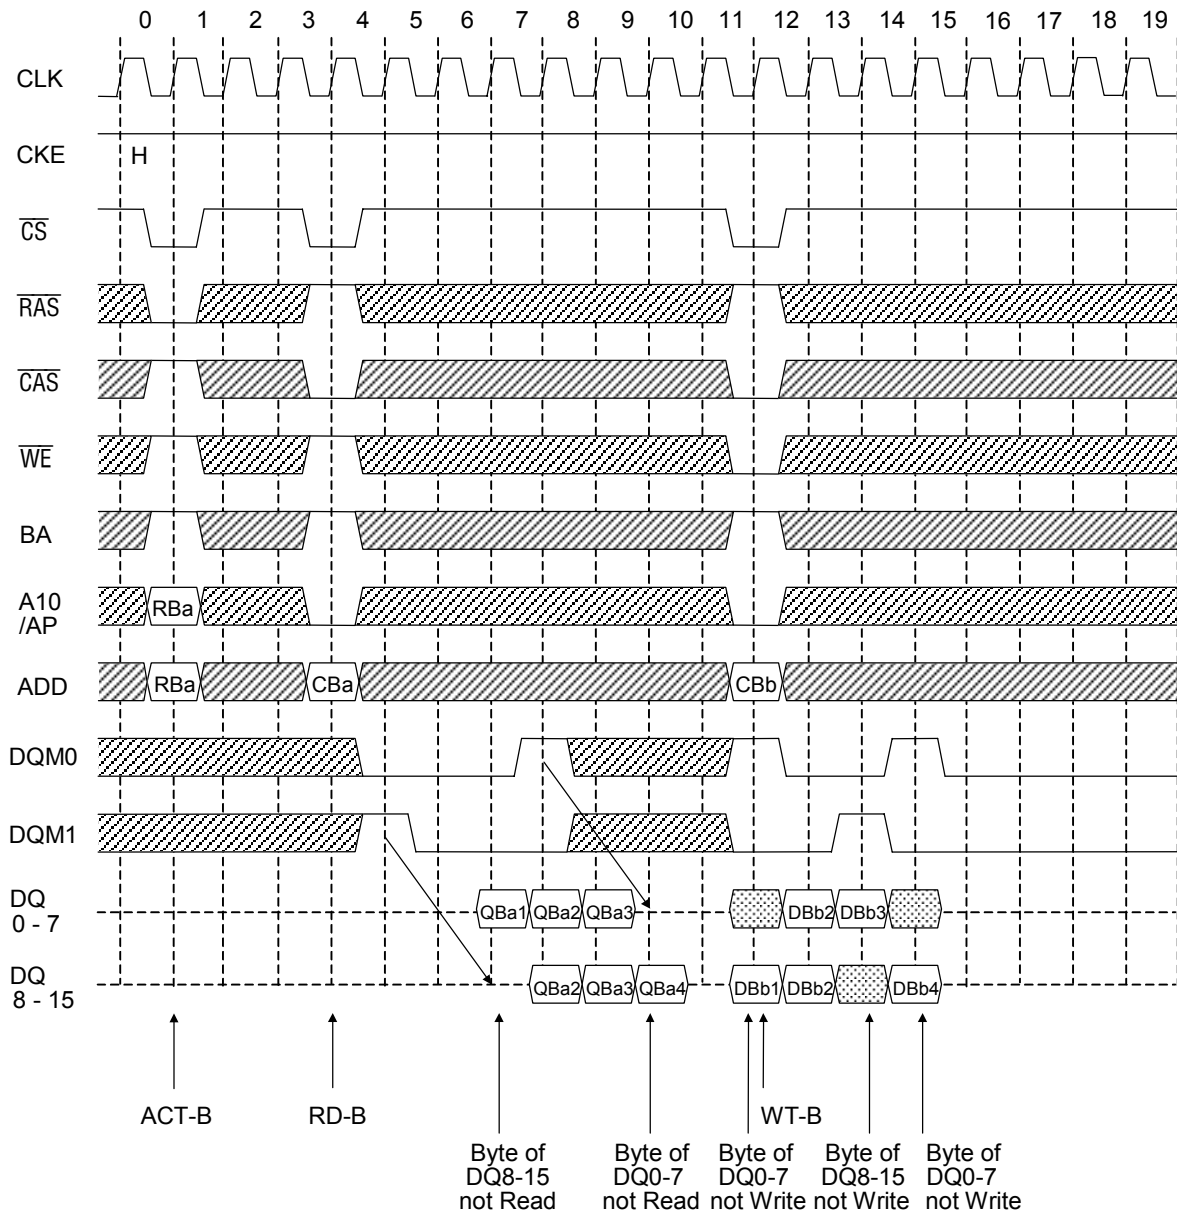 0 1 2 3 4 5 6 7 8 9 10 11 12 13 14 15 16 17 18 19
CLK
CKE H
CS
RAS
CAS
WE
BA
A10
/AP
RBa
ADD RBa CBa CBb
DQM0
DQM1
DQ
0 - 7
QBa1 QBa2 QBa3 DBb2 DBb3
DQ
8 - 15
QBa2 QBa3 QBa4 DBb1 DBb2 DBb4
ACT-B RD-B WT-B
Byte of
DQ8-15
not Read
Byte of
DQ0-7
not Read
Byte of
DQ0-7
not Write
Byte of
DQ8-15
not Write
Byte of
DQ0-7
not Write